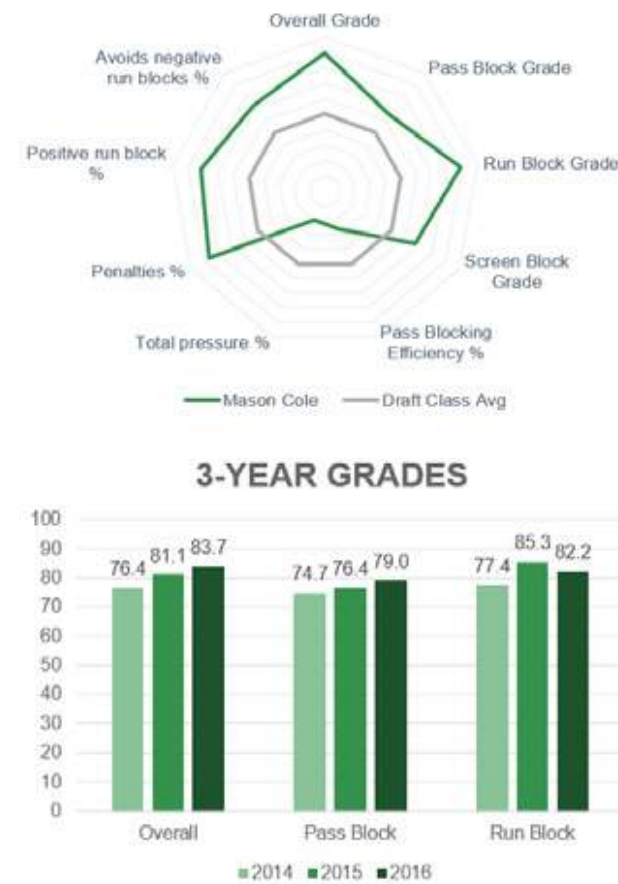 Overall Grade
Avoids negative
run blocks %
Pass Block Grade
Positive run block
%
Run Block Grade
Penalties %
Screen Block
Grade
Total pressure %
Pass Blocking
Efficiency %
Mason Cole Draft Class Avg
3-YEAR GRADES
100
90
80
70
60
50
40
30
20
10
0
76.4 81.1 83.7
74.7 76.4 79.0
77.4 85.3 82.2
Overall Pass Block Run Block
2014 2015 2016